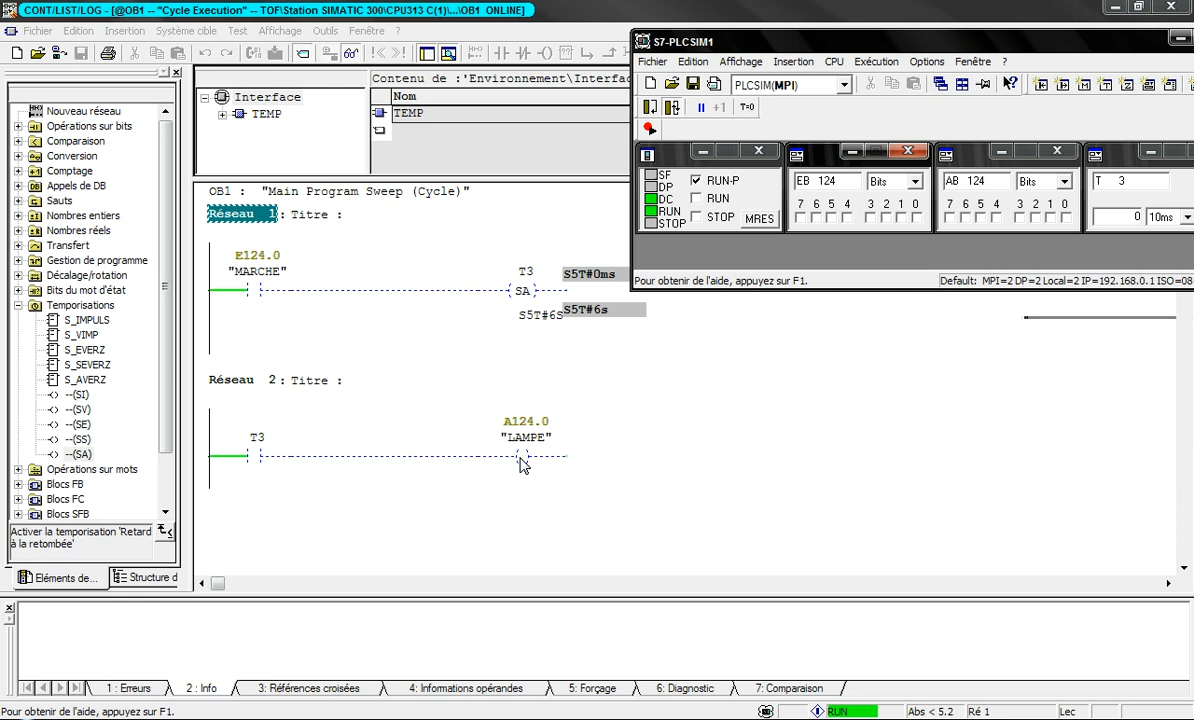 CONT/LIST/LOG - [@OB1 -- "Cycle Execution" -- TOF\Station SIMATIC 300\CPU313 C(1)\...\OB1 ONLINE]
Fichier Edition Insertion Système cible Test Affichage Outils Fenêtre ?
Contenu de :'Environnement\Interfac
Interface
TEMP
Nom
TEMP
Nouveau réseau
Opérations sur bits
Comparaison
Conversion
Comptage
Appels de DB
Sauts
Nombres entiers
Nombres réels
Transfert
Gestion de programme
Décalage/rotation
Bits du mot d'état
Temporisations
S_IMPULS
S_VIMP
S_EVERZ
S_SEVERZ
S_AVERZ
--(SI)
--(SV)
--(SE)
--(SS)
--(SA)
Opérations sur mots
Blocs FB
Blocs FC
Blocs SFB
Activer la temporisation 'Retard
à la retombée'
Eléments de...
Structure d
OB1 : "Main Program Sweep (Cycle)"
Réseau 1: Titre :
E124.0
"MARCHE"
T3
SA
S5T#0ms
S5T#6S
S5T#6s
Réseau 2: Titre :
T3
A124.0
"LAMPE"
S7-PLCSIM1
Fichier Edition Affichage Insertion CPU Exécution Options Fenêtre ?
PLCSIM(MPI)
+1 T=0
SF
DP
DC
RUN
STOP
RUN-P
RUN
STOP
MRES
EB 124 Bits
7 6 5 4 3 2 1 0
AB 124 Bits
7 6 5 4 3 2 1 0
T 3
0 10ms
Pour obtenir de l'aide, appuyez sur F1.
Default: MPI=2 DP=2 Local=2 IP=192.168.0.1 ISO=08
1 : Erreurs
2 : Info
3: Références croisées
4: Informations opérandes
5: Forçage
6: Diagnostic
7: Comparaison
Pour obtenir de l'aide, appuyez sur F1.
RUN
Abs < 5.2
Ré 1
Lec